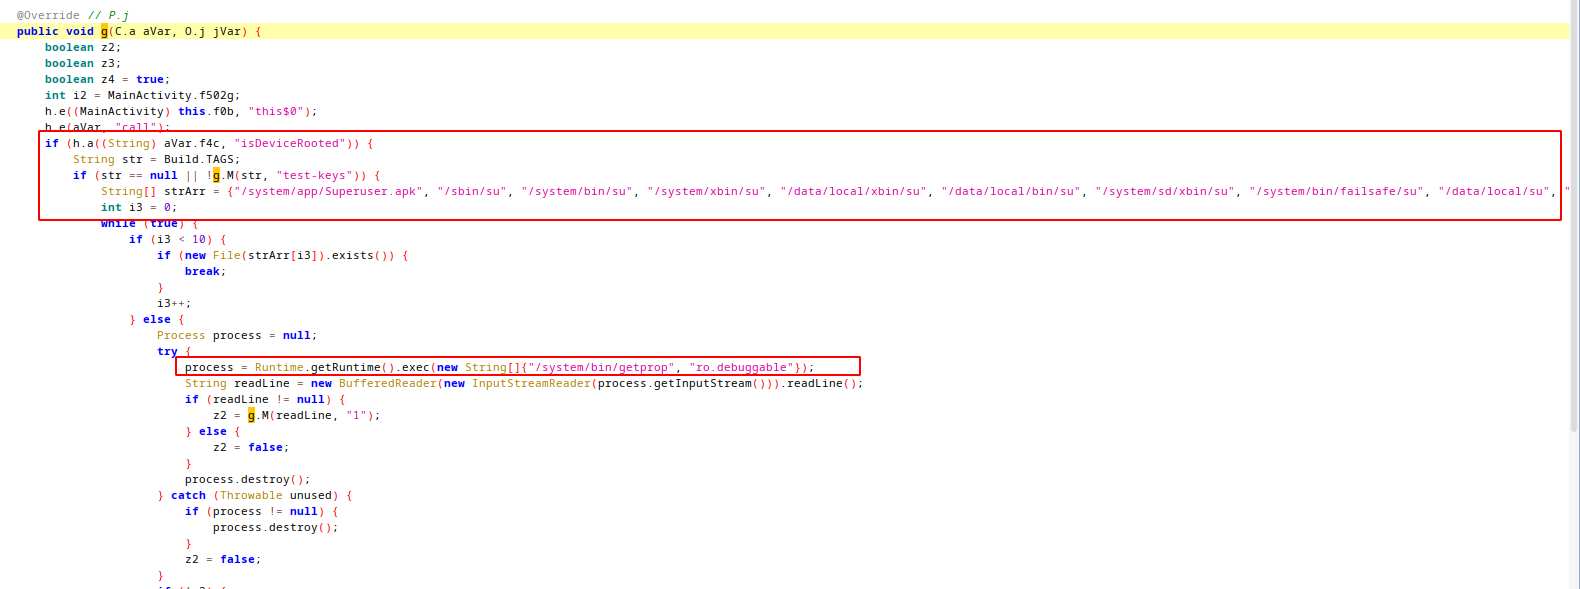 @Override // P.j
public void g(C.a aVar, O.j jVar) {
boolean z2;
boolean z3;
boolean z4 = true;
int i2 = MainActivity.f502g;
h.e((MainActivity) this.f0b, "this$0");
h.e(aVar, "call");
if (h.a((String) aVar.f4c, "isDeviceRooted")) {
String str = Build.TAGS;
if (str == null || !g.M(str, "test-keys")) {
String[] strArr = {"/system/app/Superuser.apk", "/sbin/su", "/system/bin/su", "/system/xbin/su", "/data/local/xbin/su", "/data/local/bin/su", "/system/sd/xbin/su", "/system/bin/failsafe/su", "/data/local/su", "
int i3 = 0;
while (true) {
if (i3 < 10) {
if (new File(strArr[i3]).exists()) {
break;
}
i3++;
} else {
Process process = null;
try {
process = Runtime.getRuntime().exec(new String[]{"/system/bin/getprop", "ro.debuggable"});
String readLine = new BufferedReader(new InputStreamReader(process.getInputStream())).readLine();
if (readLine != null) {
z2 = g.M(readLine, "1");
} else {
z2 = false;
}
process.destroy();
} catch (Throwable unused) {
if (process != null) {
process.destroy();
}
z2 = false;
}